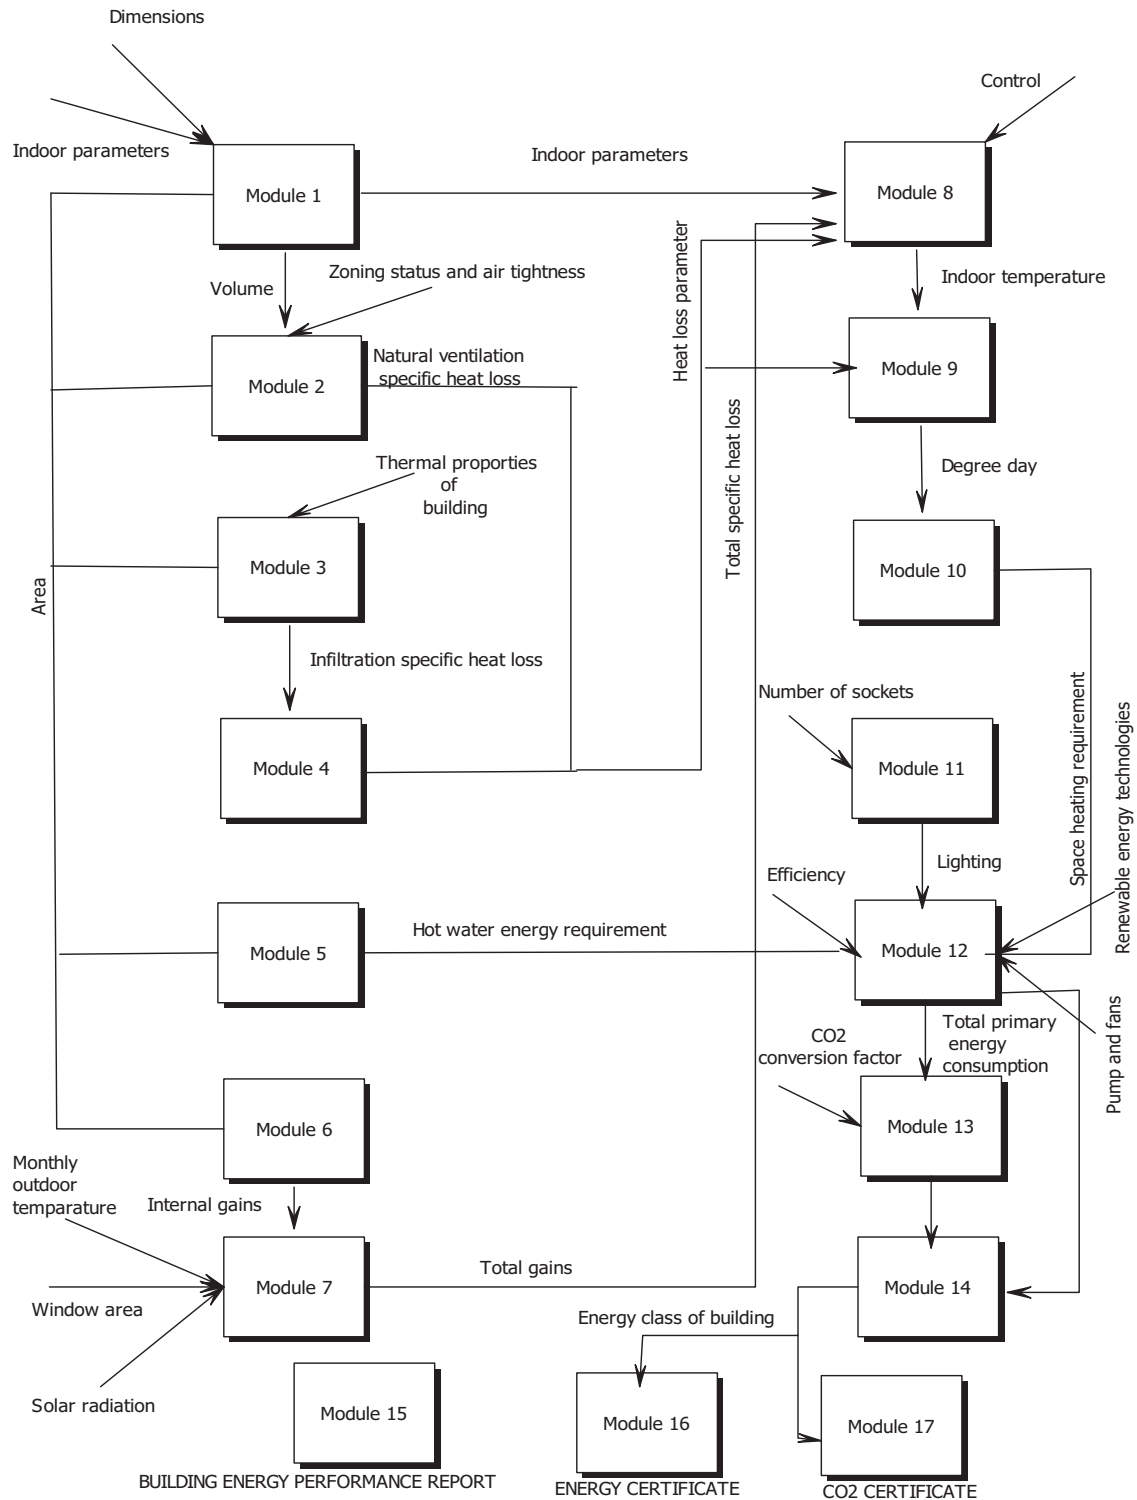 Dimensions
Control
Indoor parameters
Indoor parameters
Module 1
Module 8
Volume
Zoning status and air tightness
Heat loss parameter
Indoor temperature
Module 2
Natural ventilation
specific heat loss
Module 9
Total specific heat loss
Degree day
Thermal proporties
of
building
Module 3
Module 10
Area
Infiltration specific heat loss
Number of sockets
Space heating requirement
Renewable energy technologies
Module 4
Module 11
Lighting
Efficiency
Module 5
Hot water energy requirement
Module 12
Pump and fans
CO2
conversion factor
Total primary
energy
consumption
Module 6
Module 13
Monthly
outdoor
temparature
Internal gains
Module 7
Total gains
Module 14
Window area
Energy class of building
Solar radiation
Module 15
Module 16
Module 17
BUILDING ENERGY PERFORMANCE REPORT
ENERGY CERTIFICATE
CO2 CERTIFICATE